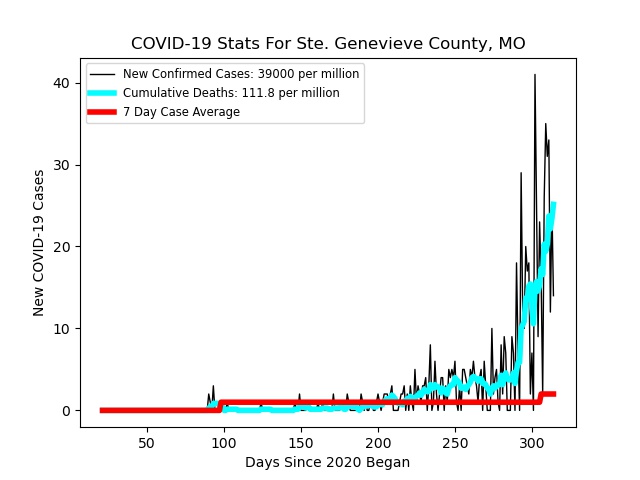 COVID-19 Stats For Ste. Genevieve County, MO
New Confirmed Cases: 39000 per million
Cumulative Deaths: 111.8 per million
7 Day Case Average
New COVID-19 Cases
40
30
20
10
0
50 100 150 200 250 300
Days Since 2020 Began